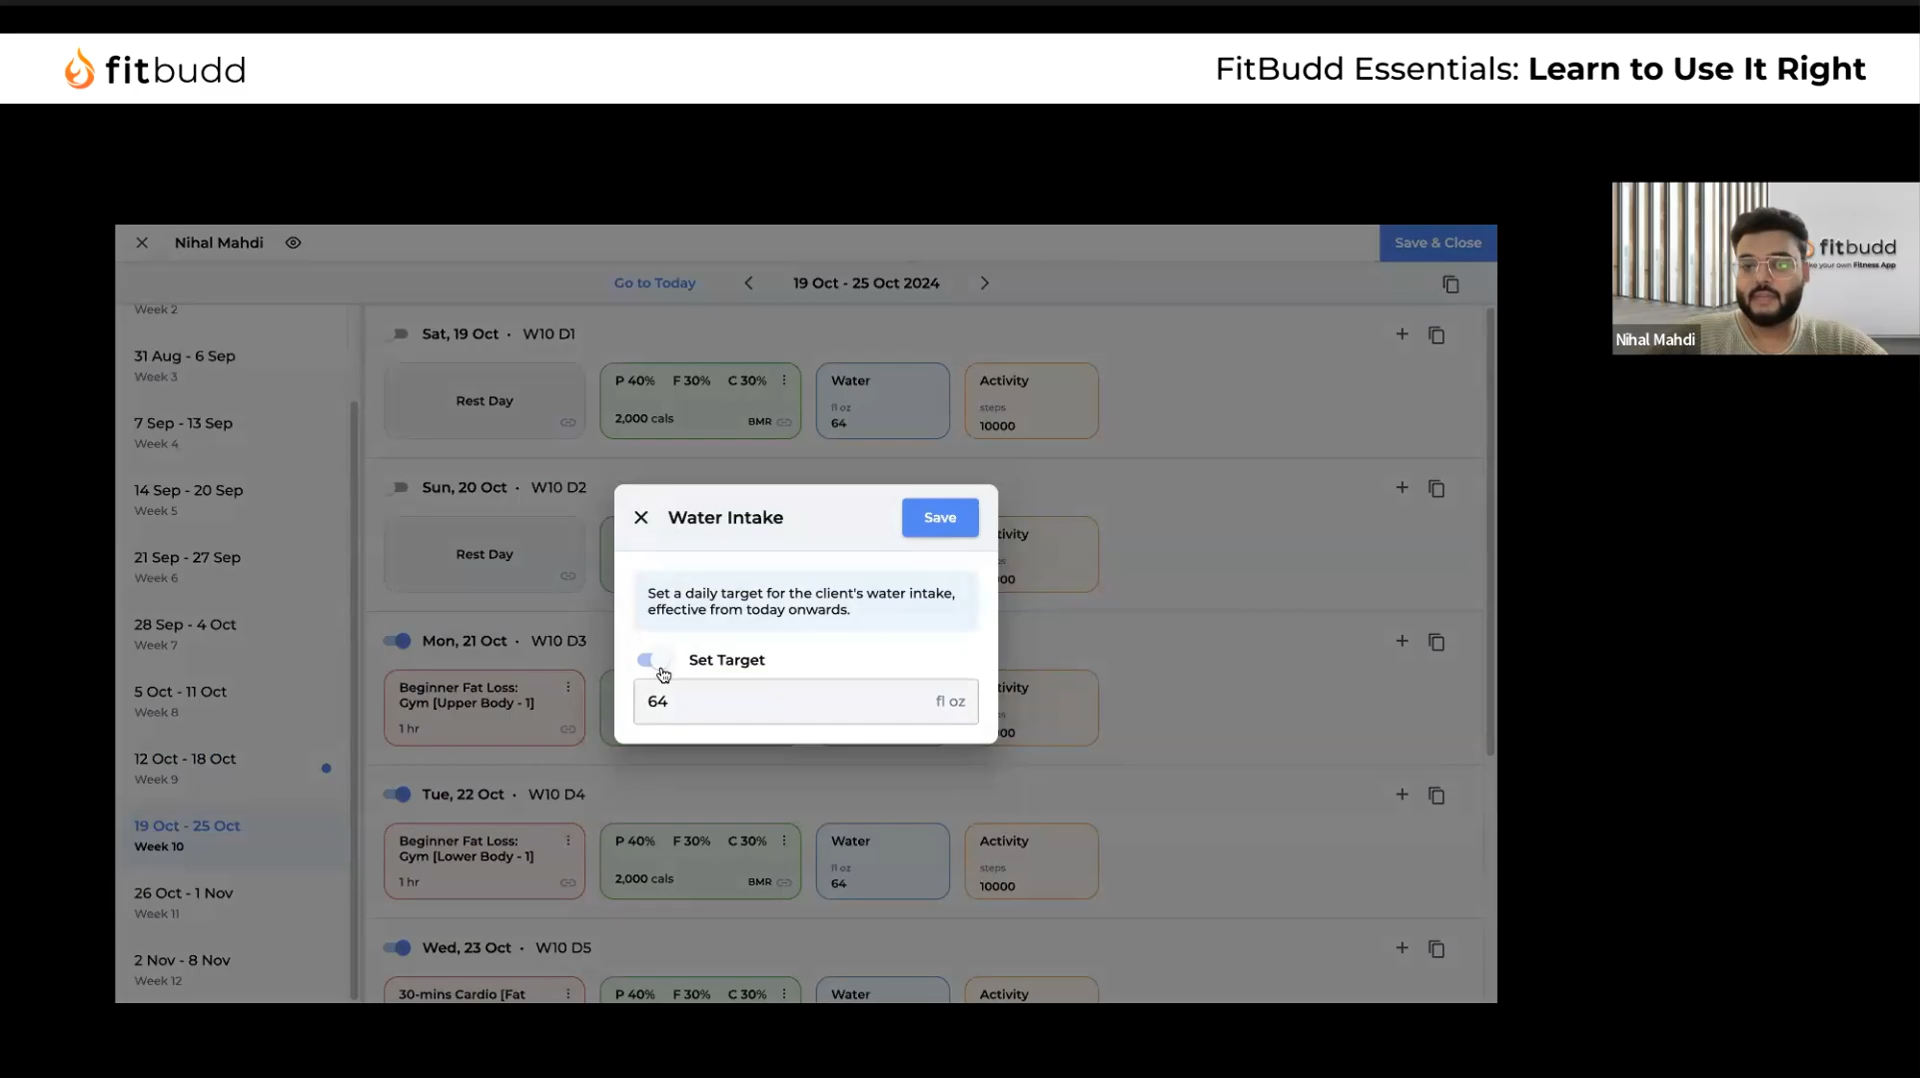 fitbudd
FitBudd Essentials: Learn to Use It Right
Nihal Mahdi
Save & Close
Go to Today
19 Oct - 25 Oct 2024
Week 2
31 Aug - 6 Sep
Week 3
7 Sep - 13 Sep
Week 4
14 Sep - 20 Sep
Week 5
21 Sep - 27 Sep
Week 6
28 Sep - 4 Oct
Week 7
5 Oct - 11 Oct
Week 8
12 Oct - 18 Oct
Week 9
19 Oct - 25 Oct
Week 10
26 Oct - 1 Nov
Week 11
2 Nov - 8 Nov
Week 12
Sat, 19 Oct · W10 D1
Rest Day
P 40% F 30% C 30%
2,000 cals BMR
Water
fl oz
64
Activity
steps
10000
Sun, 20 Oct · W10 D2
Rest Day
tivity
00
Mon, 21 Oct · W10 D3
Beginner Fat Loss:
Gym [Upper Body - 1]
1 hr
tivity
00
Tue, 22 Oct · W10 D4
Beginner Fat Loss:
Gym [Lower Body - 1]
1 hr
P 40% F 30% C 30%
2,000 cals BMR
Water
fl oz
64
Activity
steps
10000
Wed, 23 Oct · W10 D5
30-mins Cardio [Fat
P 40% F 30% C 30%
Water
Activity
Water Intake
Save
Set a daily target for the client's water intake,
effective from today onwards.
Set Target
64 fl oz
fitbudd
ke your own Fitness App
Nihal Mahdi